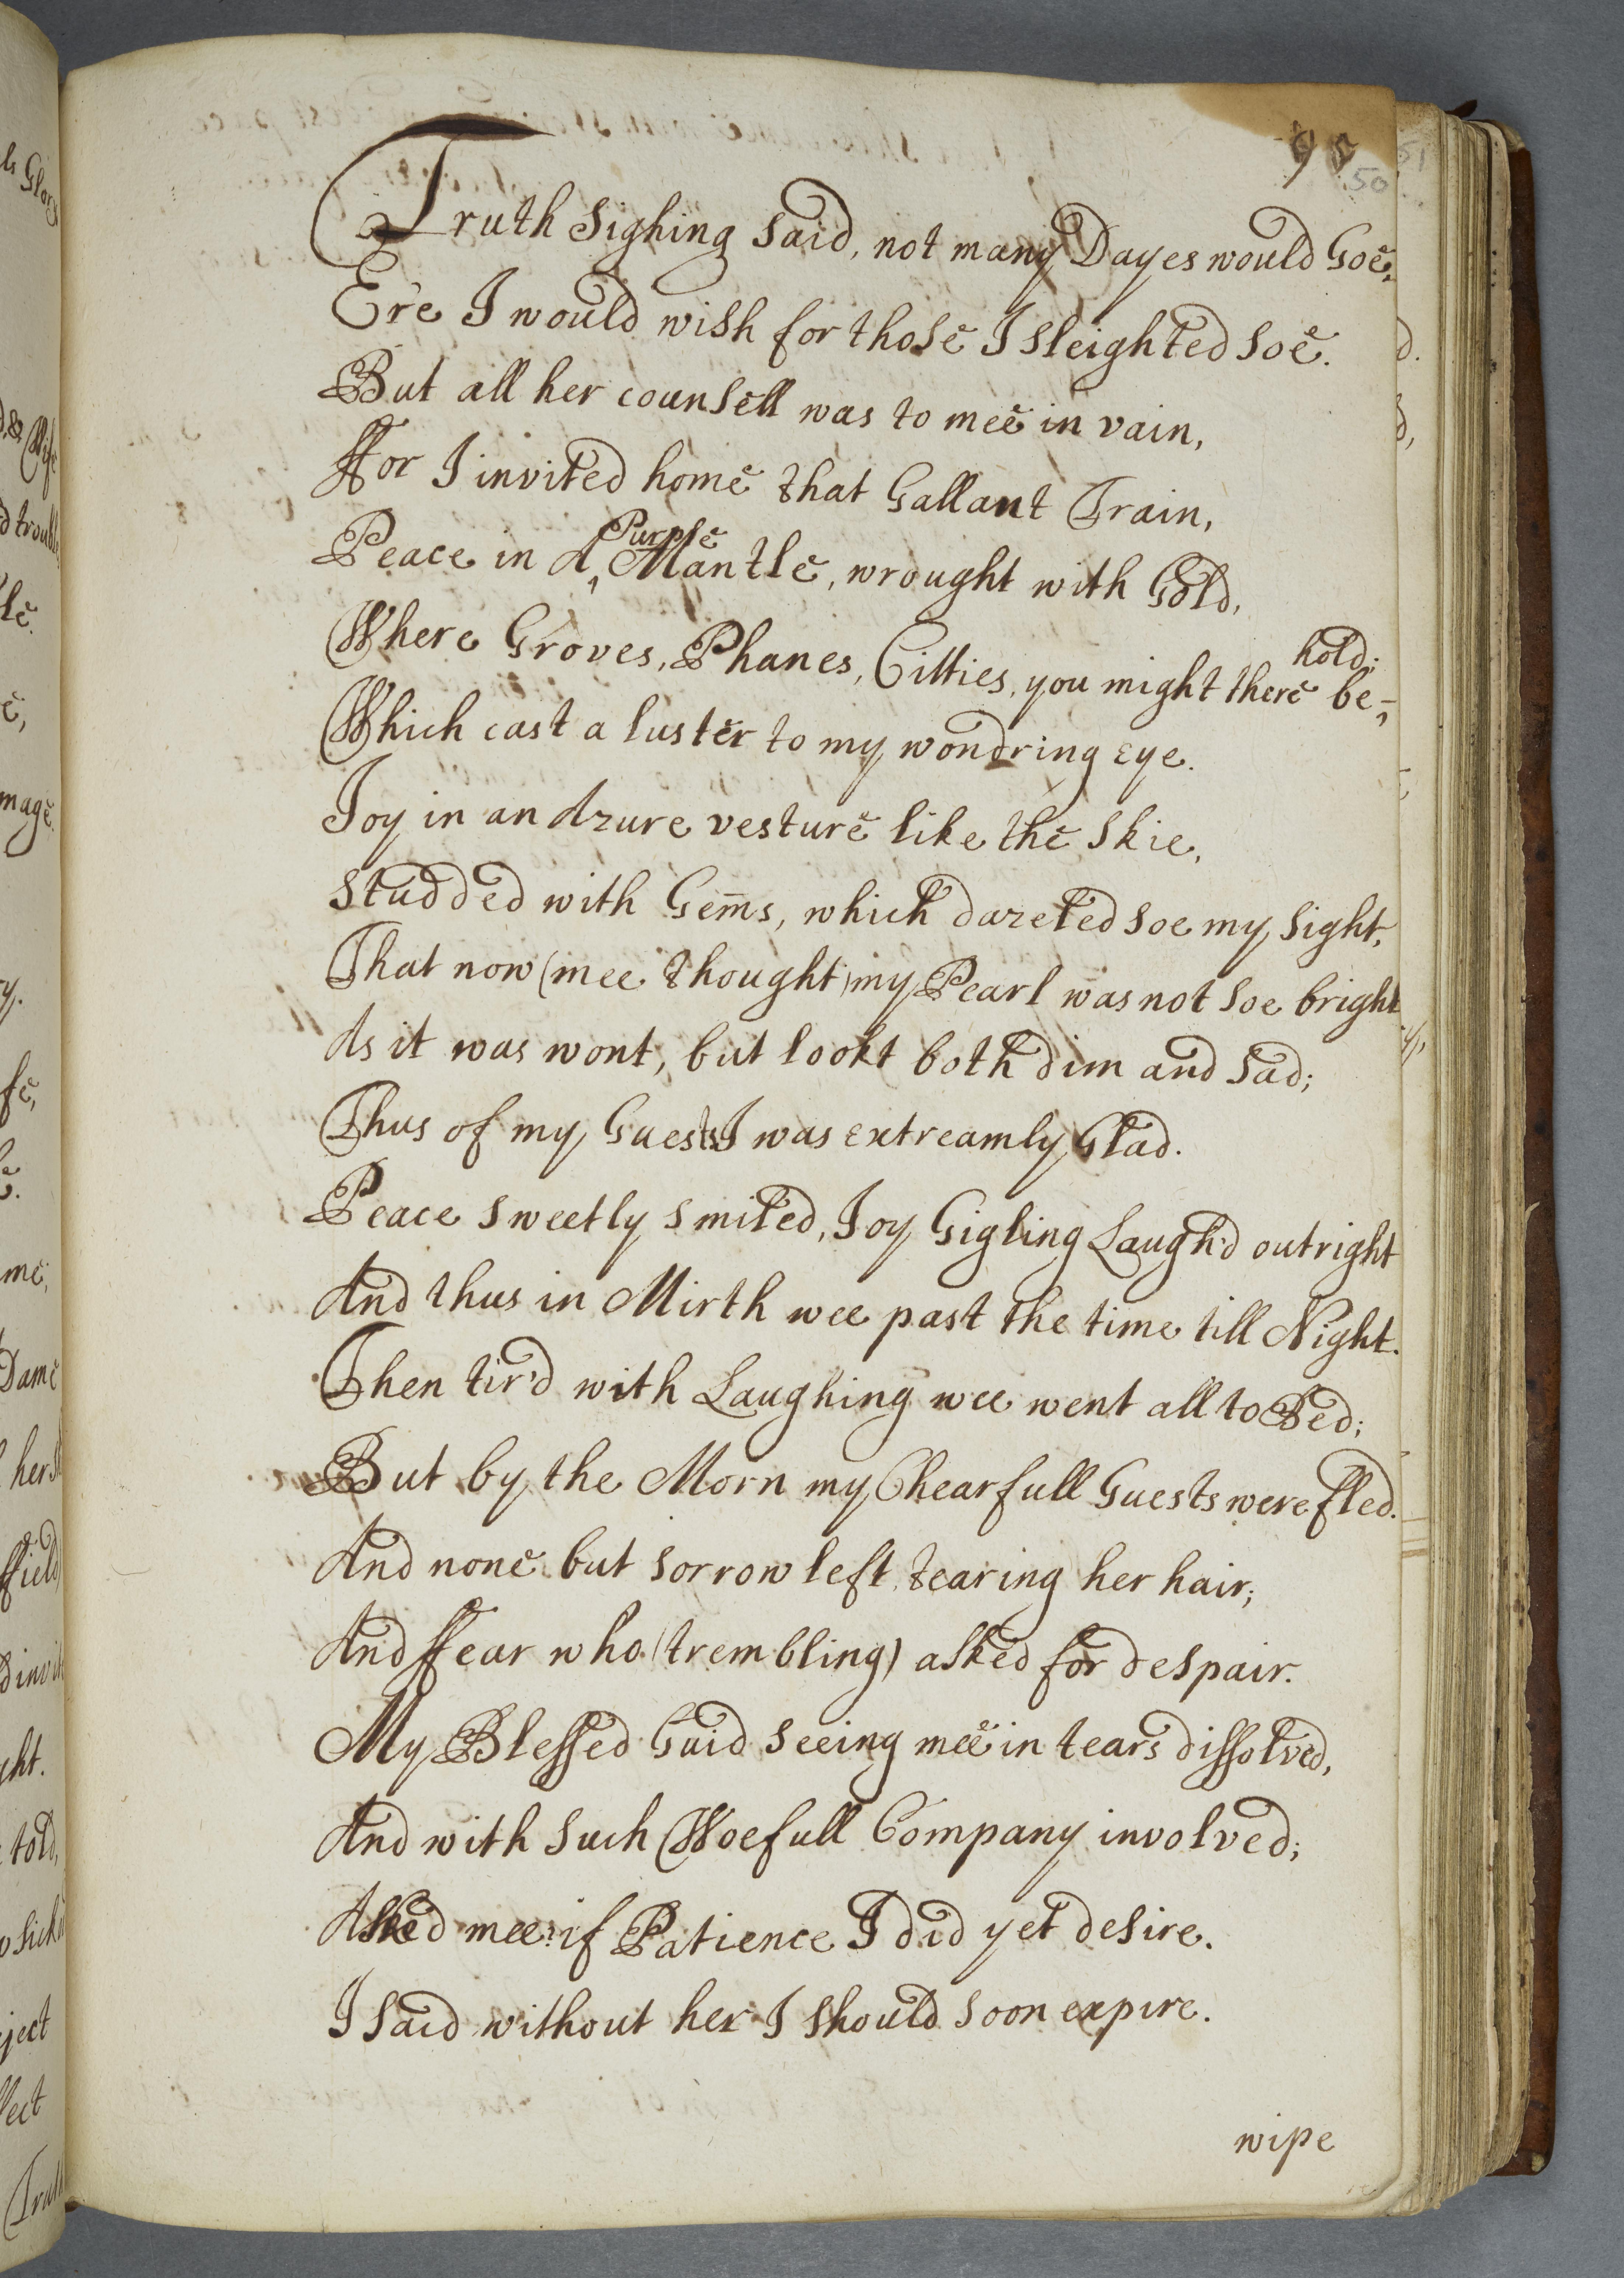 95
50
51
Truth Sighing Said, not many Dayes would Goe,
Ere I would wish for those I sleighted soe.
But all her counsell was to mee in vain,
ffor I invited home that Gallant Train,
Purple
Peace in A ‸ Mantle, wrought with Gold,
hold;
Where Groves, Phanes, Citties, you might there be-‸
Which cast a luster to my wondring eye.
Joy in an Azure vesture like the Skie,
Studded with Gem̄s, which dazeled soe my Sight,
That now (mee thought) my Pearl was not soe bright
As it was wont, but lookt both dim and Sad;
Thus of my Guests I was extreamly Glad.
Peace Sweetly Smiled, Joy Gigling Laugh'd outright
And thus in Mirth wee past the time till Night.
Then tir'd with Laughing wee went all to Bed;
But by the Morn my Chearfull Guests were fled.
And none but Sorrow left tearing her hair;
And ffear who (trembling) asked for despair.
My Blessed Guid Seeing mee in tears dissolved,
And with Such Woefull Company involved;
Asked mee if Patience I did yet desire.
I Said without her I Should Soon expire.
wipe